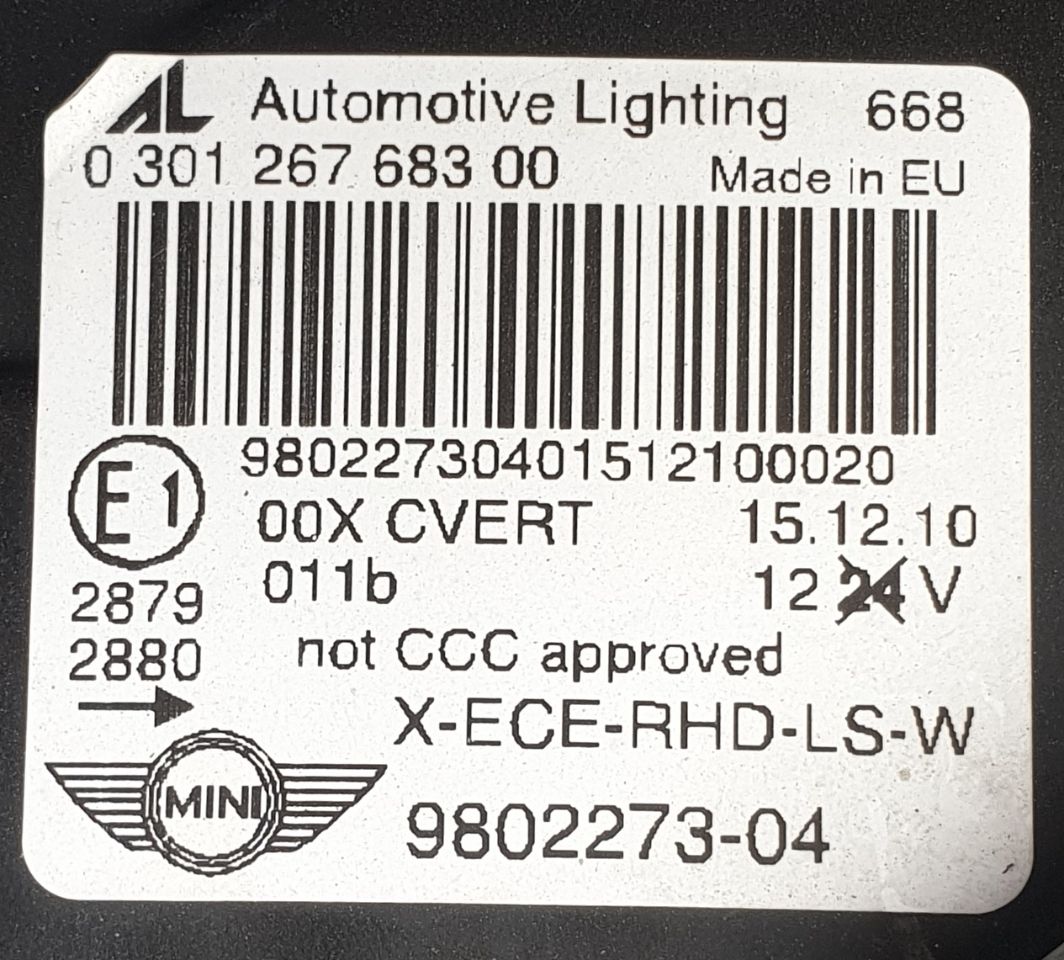 AL Automotive Lighting 668
0 301 267 683 00 Made in EU
98022730401512100020
E1
00X CVERT 15.12.10
011b 12 24 V
2879
2880
not CCC approved
X-ECE-RHD-LS-W
MINI
9802273-04